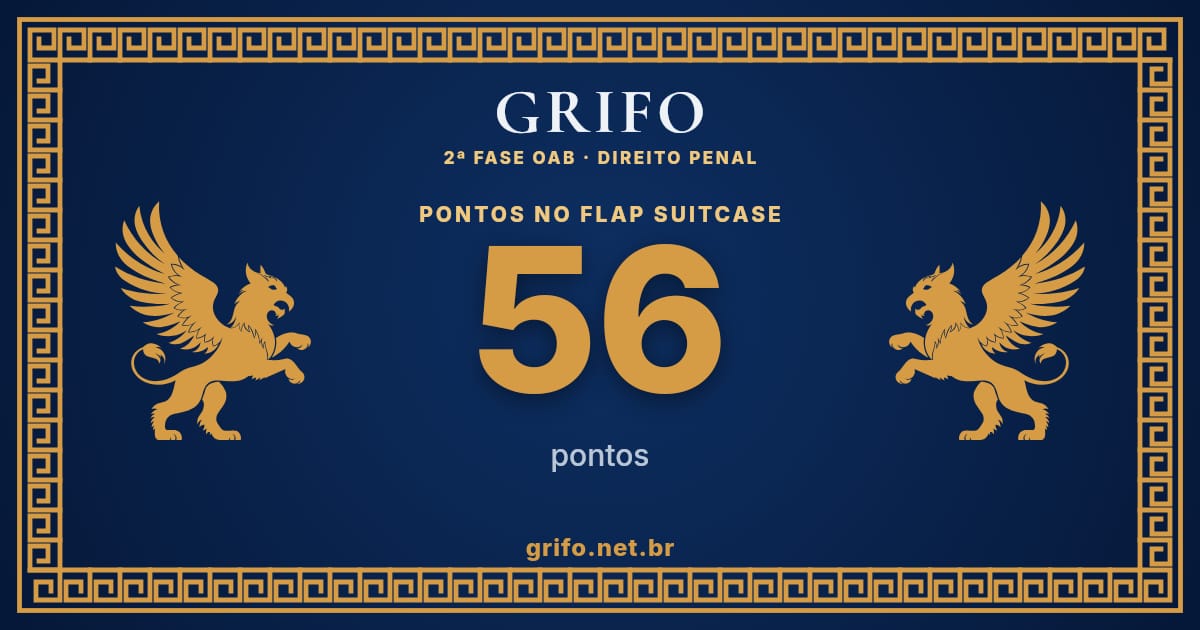 GRIFO
2ª FASE OAB · DIREITO PENAL
PONTOS NO FLAP SUITCASE
56
pontos
grifo.net.br